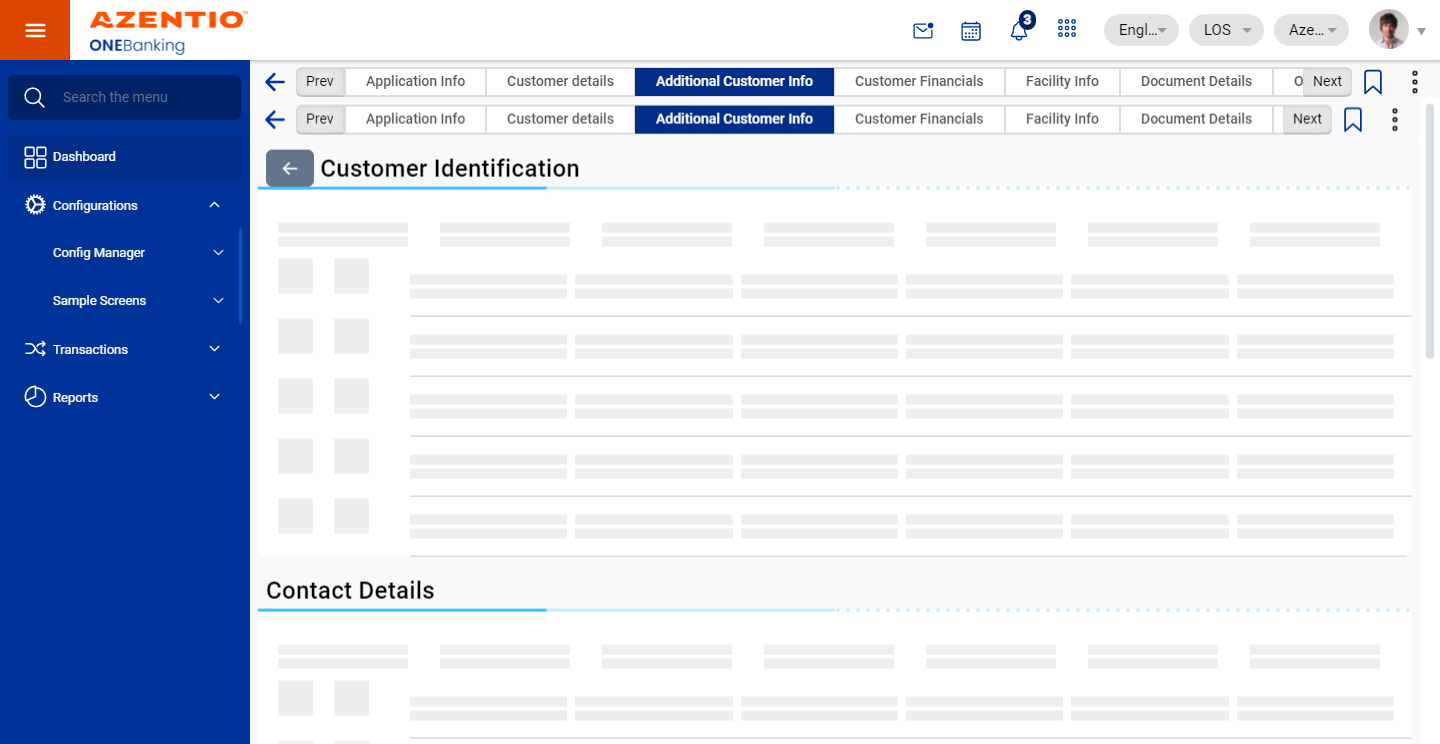 AZENTIO™
ONEBanking
3
Engl...
LOS
Aze...
Search the menu
Dashboard
Configurations
Config Manager
Sample Screens
Transactions
Reports
Prev Application Info Customer details Additional Customer Info Customer Financials Facility Info Document Details O Next
Prev Application Info Customer details Additional Customer Info Customer Financials Facility Info Document Details Next
Customer Identification
Contact Details